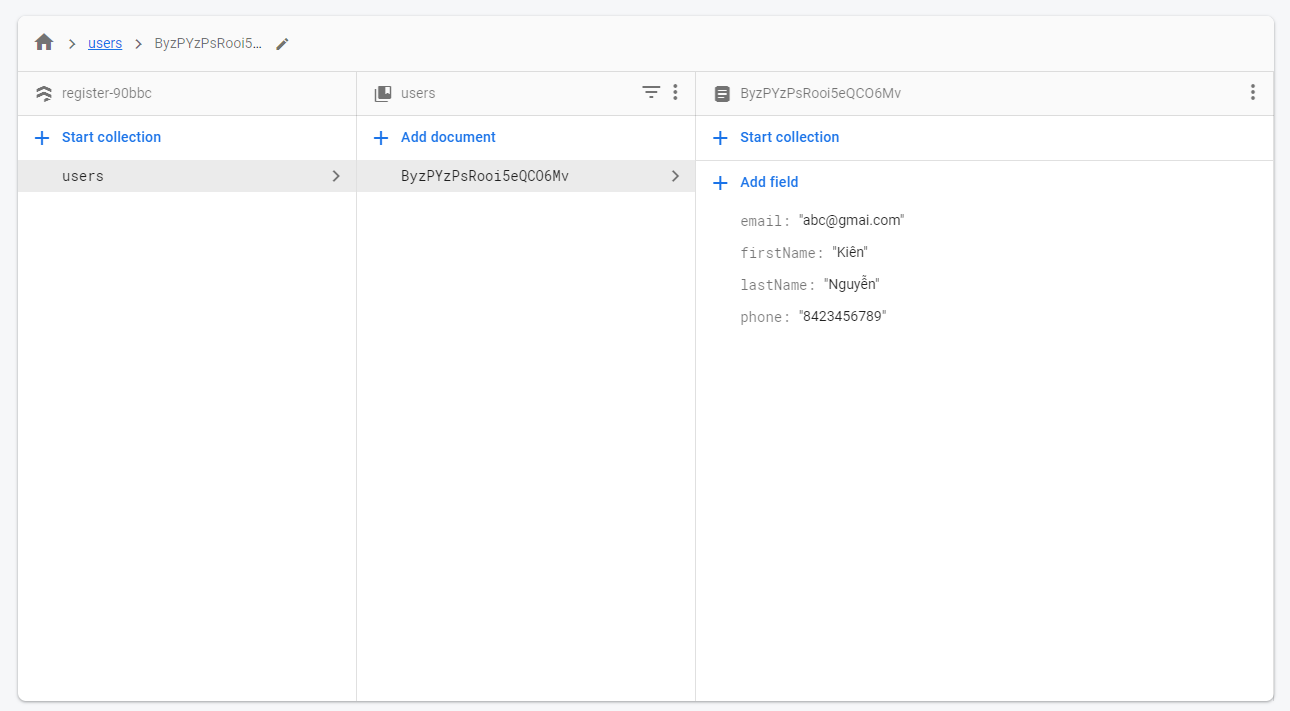 users ByzPYzPsRooi5…
register-90bbc
Start collection
users
users
Add document
ByzPYzPsRooi5eQCO6Mv
ByzPYzPsRooi5eQCO6Mv
Start collection
Add field
email: "abc@gmai.com"
firstName: "Kiên"
lastName: "Nguyễn"
phone: "8423456789"